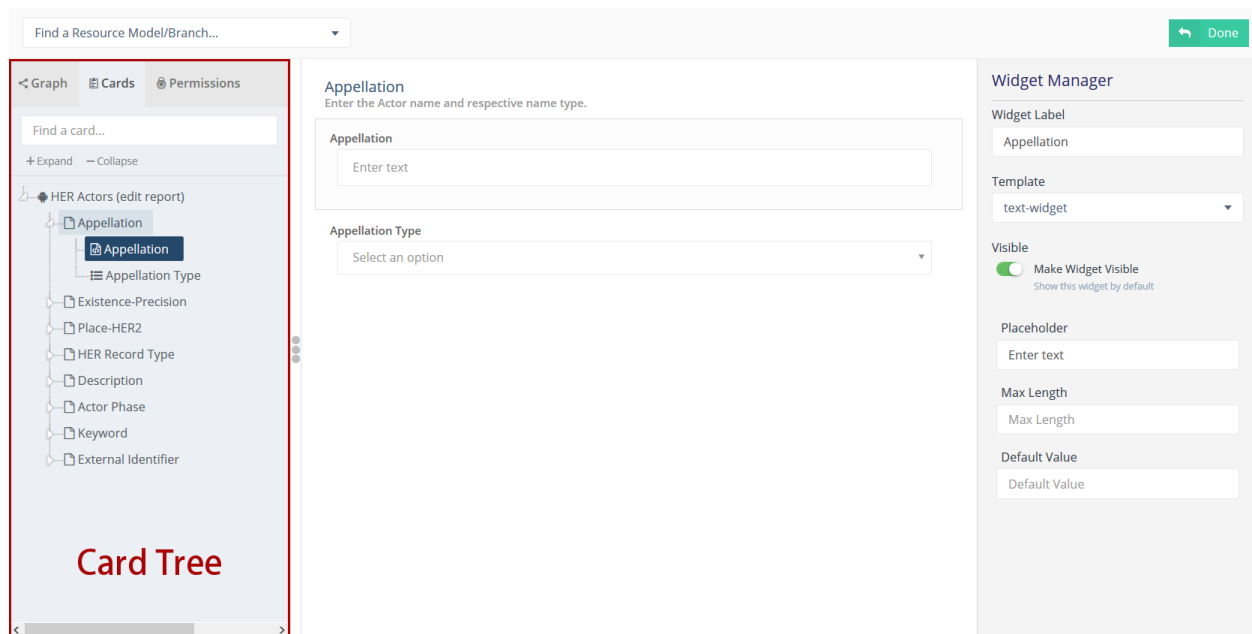 Find a Resource Model/Branch...
Done
Graph
Cards
Permissions
Find a card...
+ Expand
— Collapse
HER Actors (edit report)
Appellation
Appellation
Appellation Type
Existence-Precision
Place-HER2
HER Record Type
Description
Actor Phase
Keyword
External Identifier
Card Tree
Appellation
Enter the Actor name and respective name type.
Appellation
Enter text
Appellation Type
Select an option
Widget Manager
Widget Label
Appellation
Template
text-widget
Visible
Make Widget Visible
Show this widget by default
Placeholder
Enter text
Max Length
Max Length
Default Value
Default Value